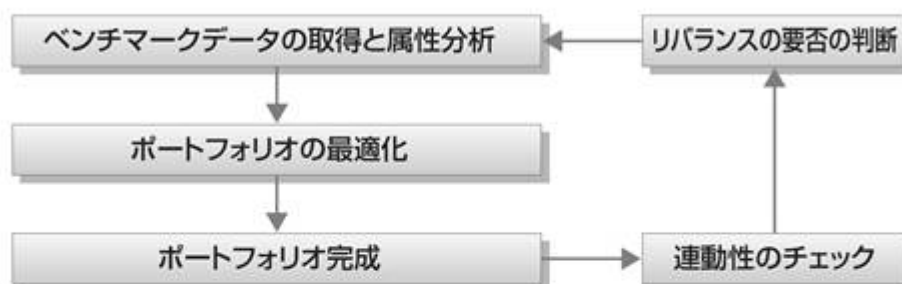 ベンチマークデータの取得と属性分析
リバランスの要否の判断
ポートフォリオの最適化
ポートフォリオ完成
連動性のチェック